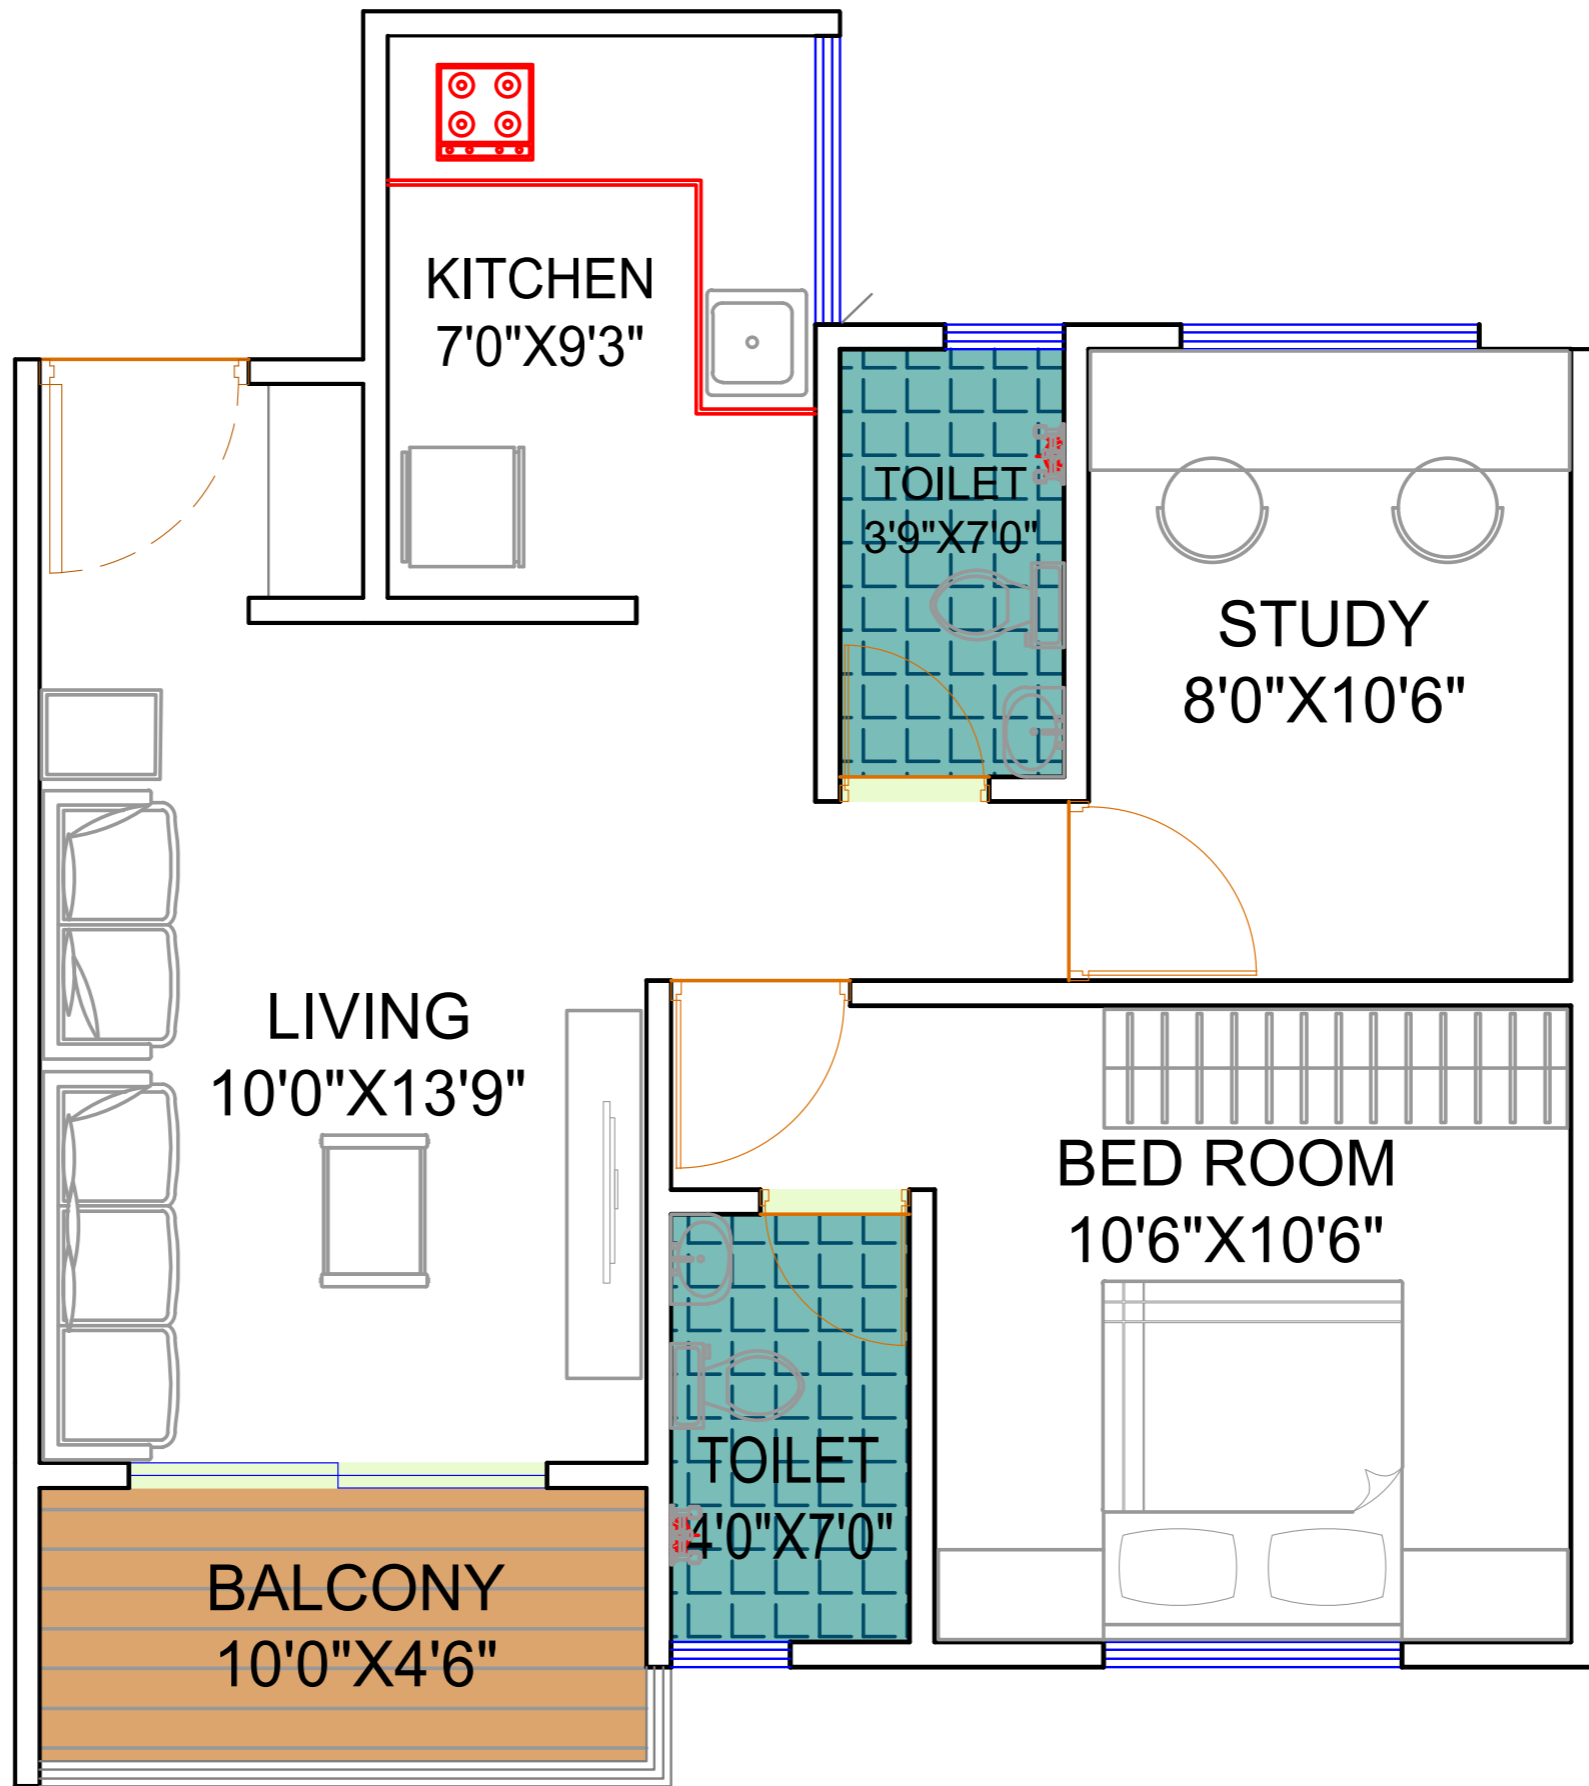 KITCHEN
7'0"X9'3"
TOILET
3'9"X7'0"
STUDY
8'0"X10'6"
LIVING
10'0"X13'9"
BED ROOM
10'6"X10'6"
TOILET
4'0"X7'0"
BALCONY
10'0"X4'6"